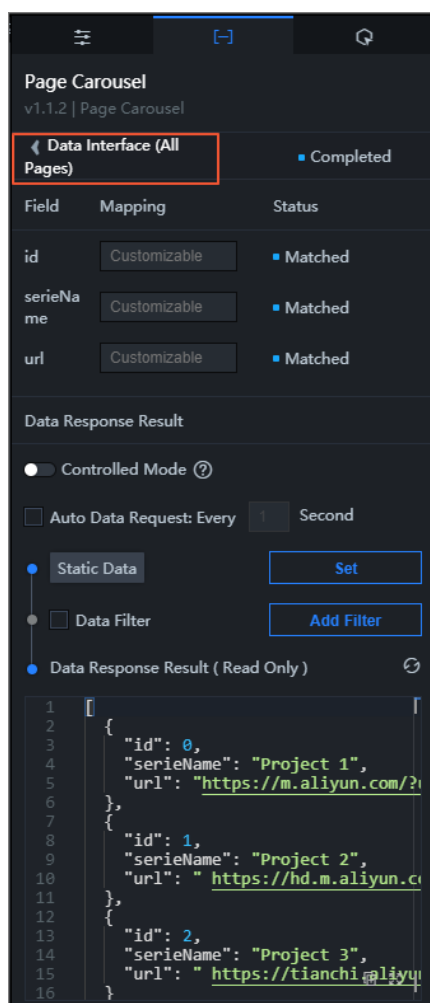 [–]
Page Carousel
v1.1.2 | Page Carousel
Data Interface (All
Pages)
Completed
Field Mapping Status
id Customizable Matched
serieNa
me Customizable Matched
url Customizable Matched
Data Response Result
Controlled Mode ?
Auto Data Request: Every 1 Second
Static Data Set
Data Filter Add Filter
Data Response Result ( Read Only )
1 [
2 {
3 "id": 0,
4 "serieName": "Project 1",
5 "url": "https://m.aliyun.com/?
6 },
7 {
8 "id": 1,
9 "serieName": "Project 2",
10 "url": " https://hd.m.aliyun.c
11 },
12 {
13 "id": 2,
14 "serieName": "Project 3",
15 "url": " https://tianchi.aliyu
16 }